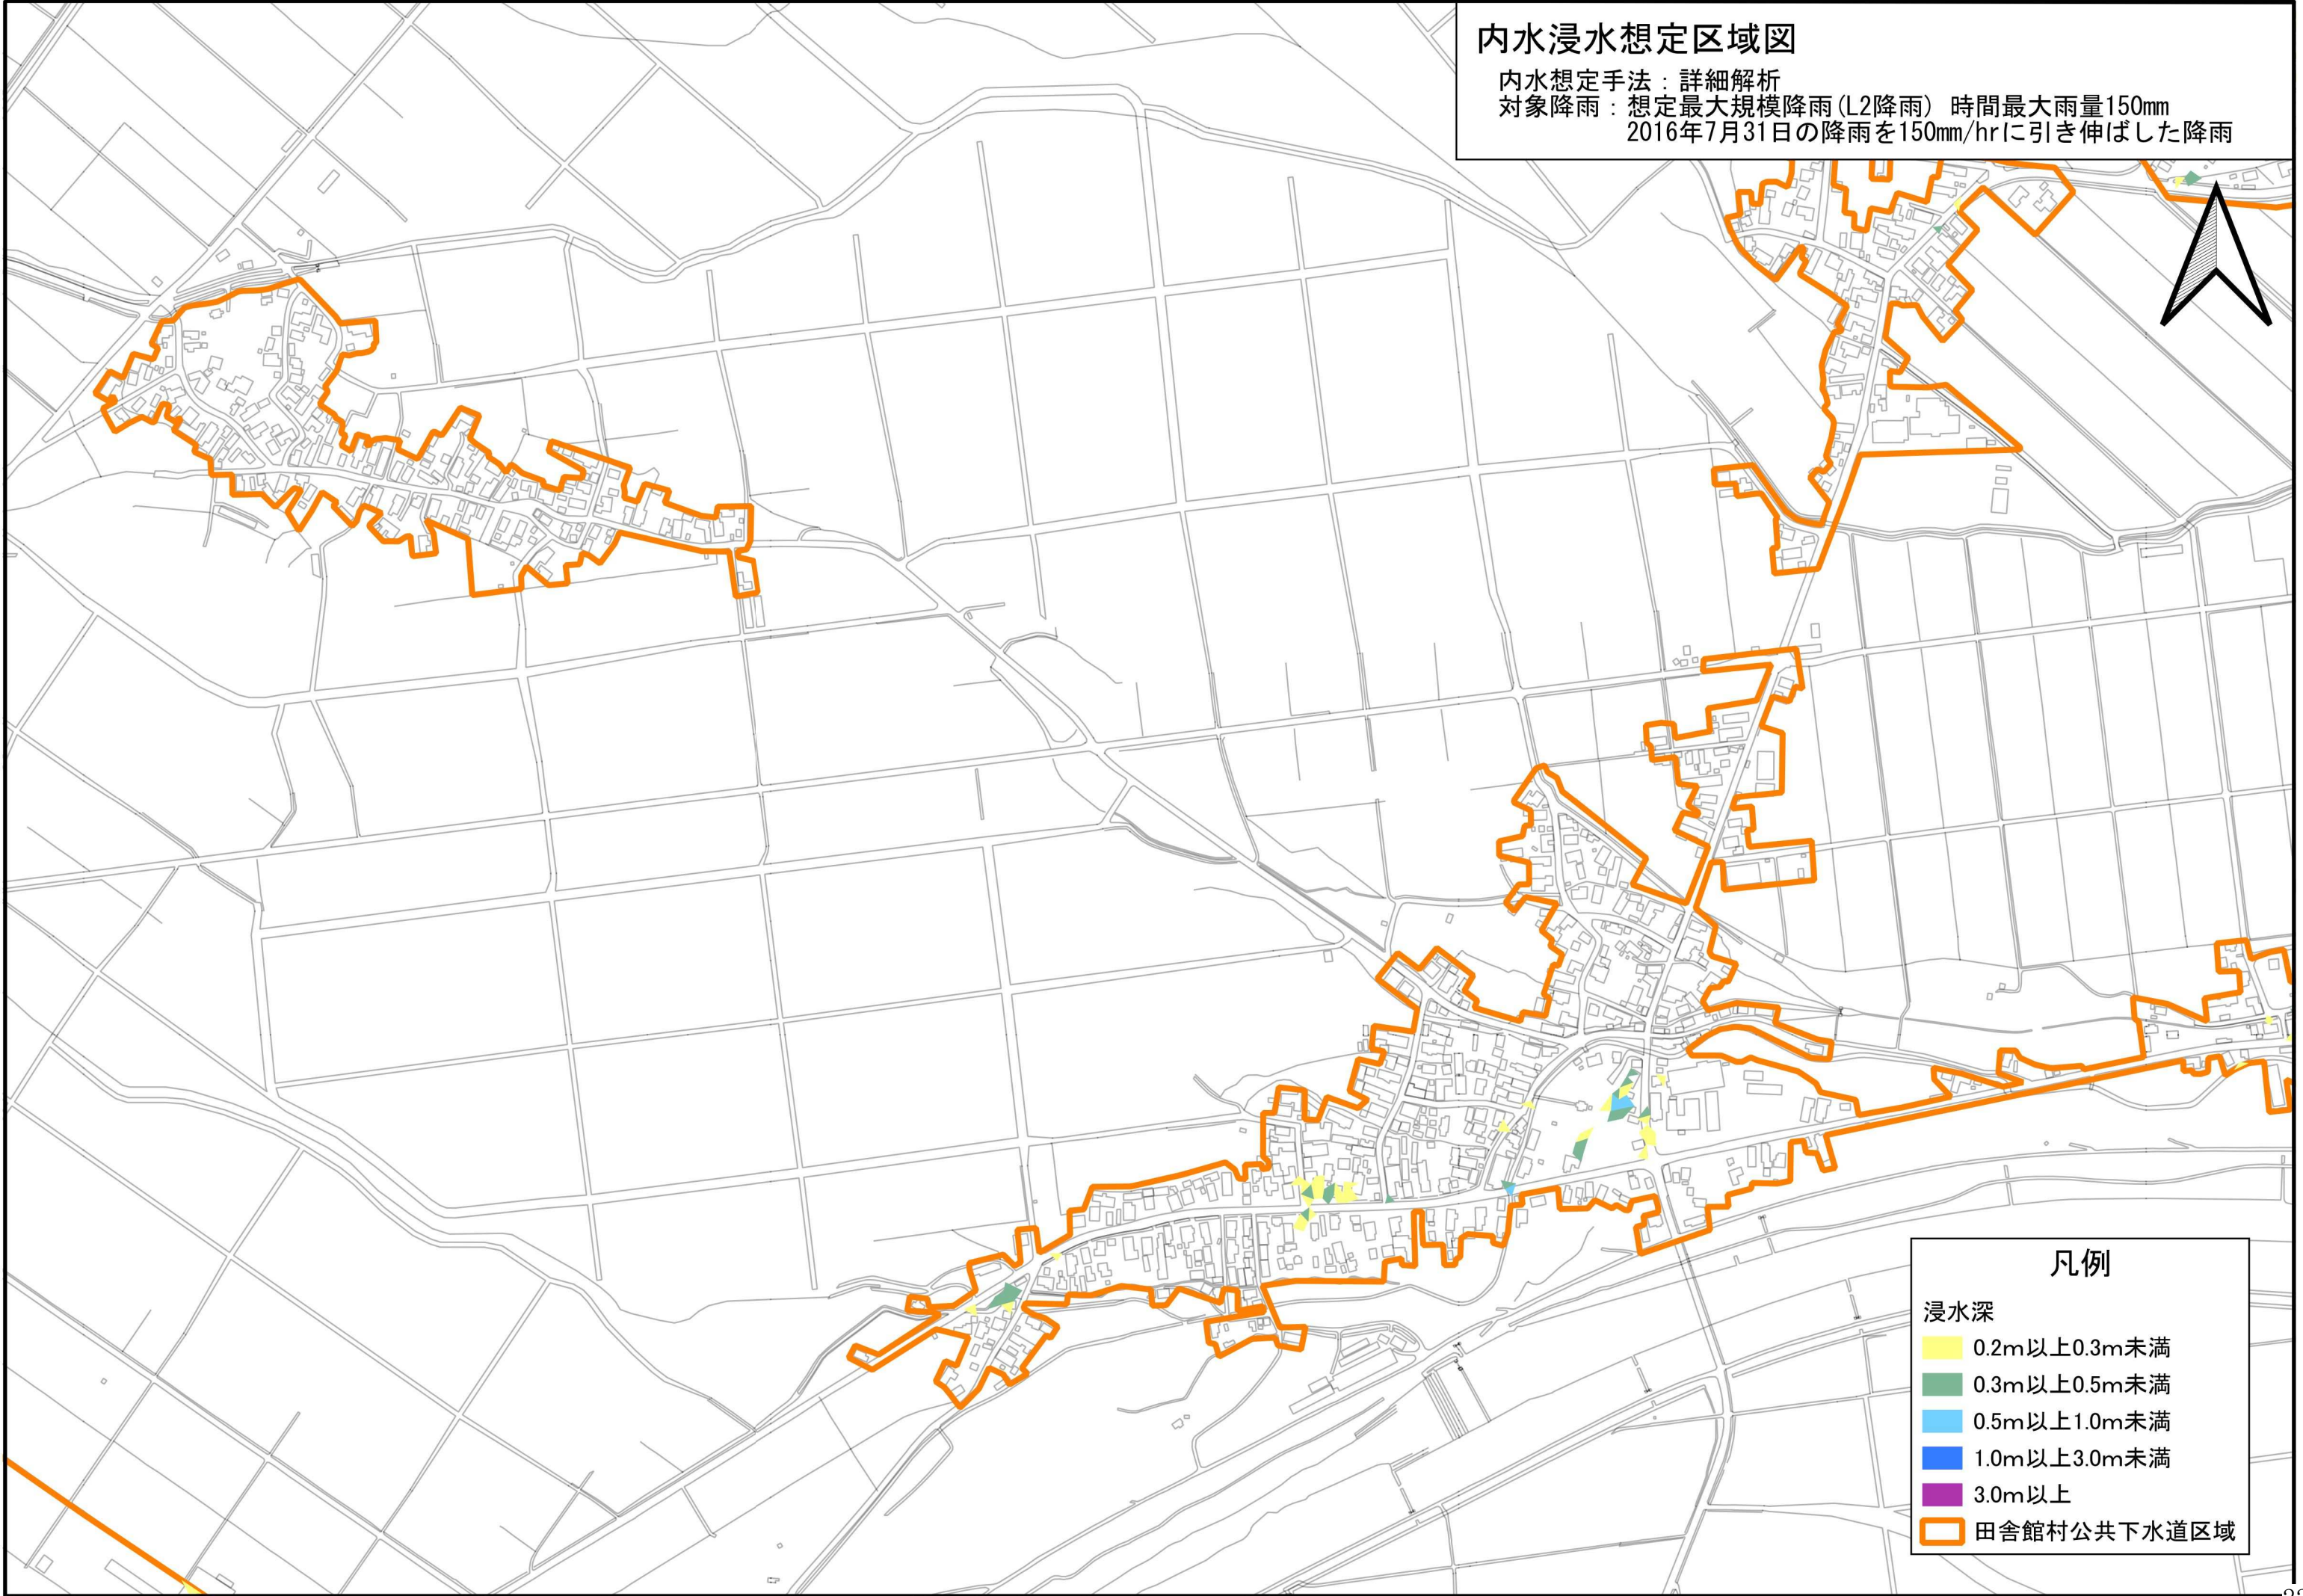 内水浸水想定区域図
内水想定手法：詳細解析
対象降雨：想定最大規模降雨(L2降雨) 時間最大雨量150mm
2016年7月31日の降雨を150mm/hrに引き伸ばした降雨
凡例
浸水深
0.2m以上0.3m未満
0.3m以上0.5m未満
0.5m以上1.0m未満
1.0m以上3.0m未満
3.0m以上
田舎館村公共下水道区域